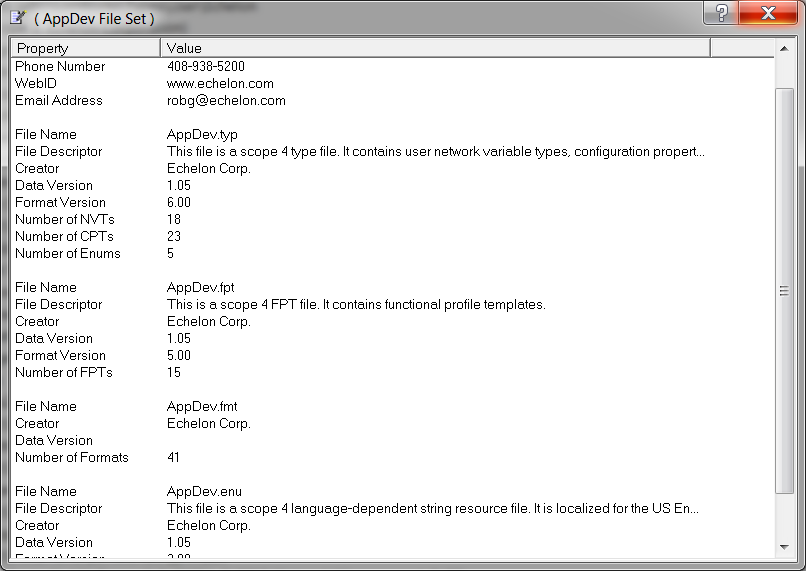 ( AppDev File Set )
Property Value
Phone Number 408-938-5200
WebID www.echelon.com
Email Address robg@echelon.com
File Name AppDev.typ
File Descriptor This file is a scope 4 type file. It contains user network variable types, configuration propert...
Creator Echelon Corp.
Data Version 1.05
Format Version 6.00
Number of NVTs 18
Number of CPTs 23
Number of Enums 5
File Name AppDev.fpt
File Descriptor This is a scope 4 FPT file. It contains functional profile templates.
Creator Echelon Corp.
Data Version 1.05
Format Version 5.00
Number of FPTs 15
File Name AppDev.fmt
Creator Echelon Corp.
Data Version
Number of Formats 41
File Name AppDev.enu
File Descriptor This file is a scope 4 language-dependent string resource file. It is localized for the US En...
Creator Echelon Corp.
Data Version 1.05
Format Version